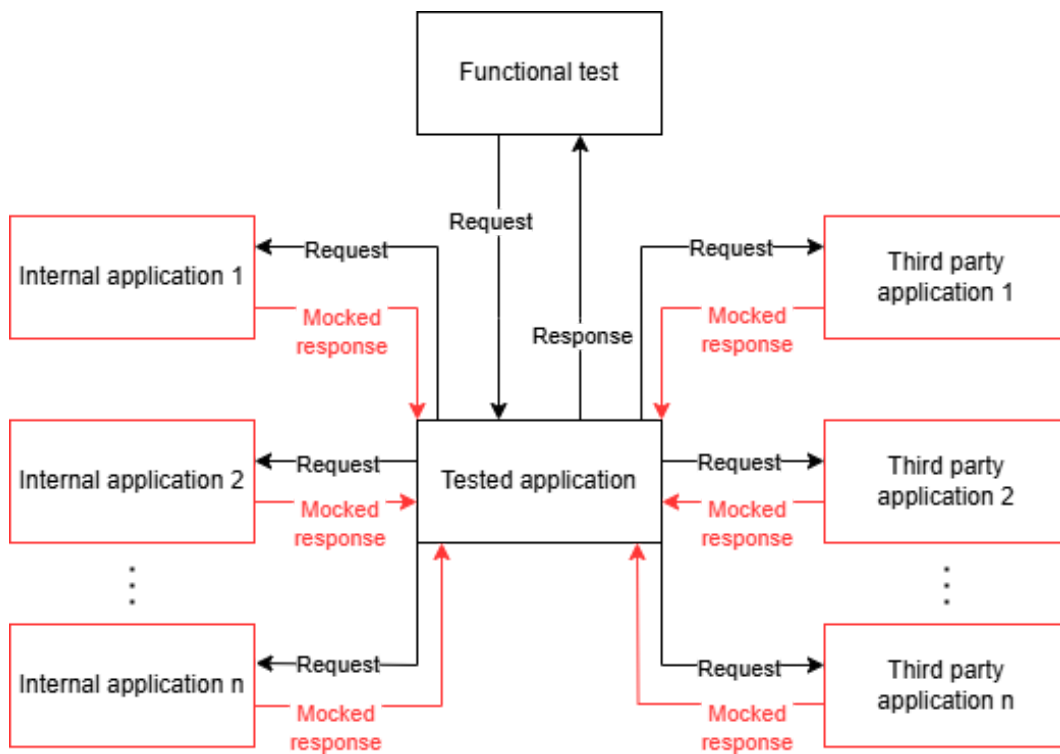 Functional test
Request
Response
Internal application 1
Request
Mocked
response
Request
Mocked
response
Third party
application 1
Internal application 2
Request
Mocked
response
Tested application
Request
Mocked
response
Third party
application 2
Internal application n
Request
Mocked
response
Request
Mocked
response
Third party
application n